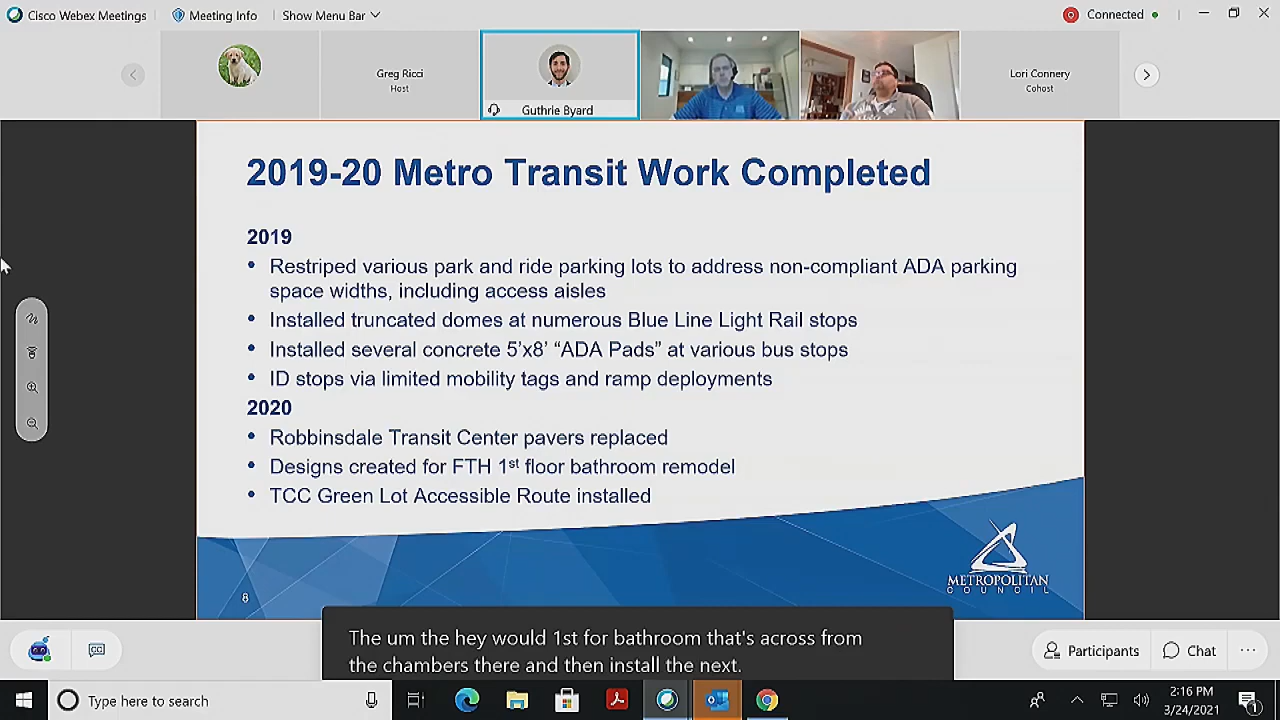 Cisco Webex Meetings
Meeting Info
Show Menu Bar
Connected
Greg Ricci
Host
Guthrie Byard
Lori Connery
Cohost
2019-20 Metro Transit Work Completed
2019
• Restriped various park and ride parking lots to address non-compliant ADA parking
space widths, including access aisles
• Installed truncated domes at numerous Blue Line Light Rail stops
• Installed several concrete 5’x8’ “ADA Pads” at various bus stops
• ID stops via limited mobility tags and ramp deployments
2020
• Robbinsdale Transit Center pavers replaced
• Designs created for FTH 1st floor bathroom remodel
• TCC Green Lot Accessible Route installed
METROPOLITAN
COUNCIL
8
The um the hey would 1st for bathroom that's across from
the chambers there and then install the next.
CC
Participants
Chat
Type here to search
2:16 PM
3/24/2021
1